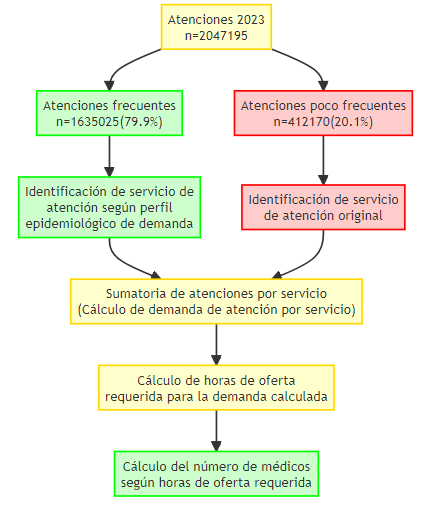 Atenciones 2023
n=2047195
Atenciones frecuentes
n=1635025(79.9%)
Atenciones poco frecuentes
n=412170(20.1%)
Identificación de servicio de
atención según perfil
epidemiológico de demanda
Identificación de servicio
de atención original
Sumatoria de atenciones por servicio
(Cálculo de demanda de atención por servicio)
Cálculo de horas de oferta
requerida para la demanda calculada
Cálculo del número de médicos
según horas de oferta requerida